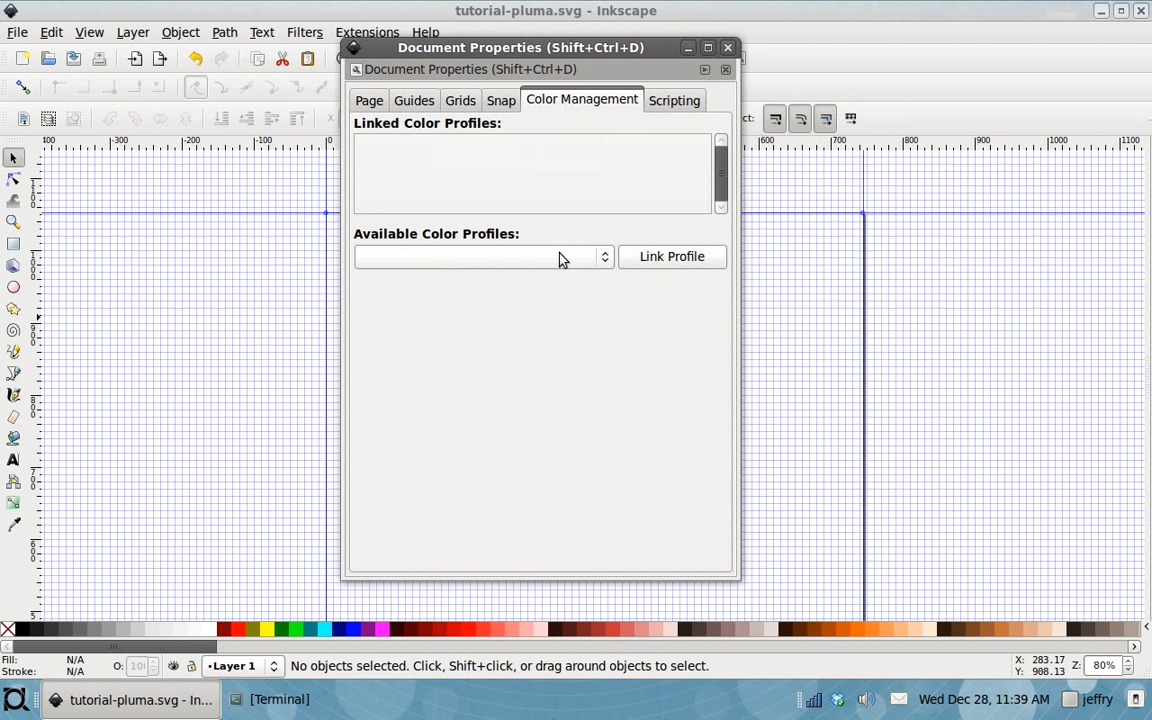 tutorial-pluma.svg - Inkscape
File Edit View Layer Object Path Text Filters Extensions Help
Document Properties (Shift+Ctrl+D)
Document Properties (Shift+Ctrl+D)
Page Guides Grids Snap Color Management Scripting
Linked Color Profiles:
Available Color Profiles:
Link Profile
ct:
-300 -200 -100 0 600 700 800 900 1000 1100
No objects selected. Click, Shift+click, or drag around objects to select.
Fill: N/A
Stroke: N/A
O:
•Layer 1
X: 283.17
Y: 908.13
Z: 80%
tutorial-pluma.svg - In...
[Terminal]
Wed Dec 28, 11:39 AM
jeffry